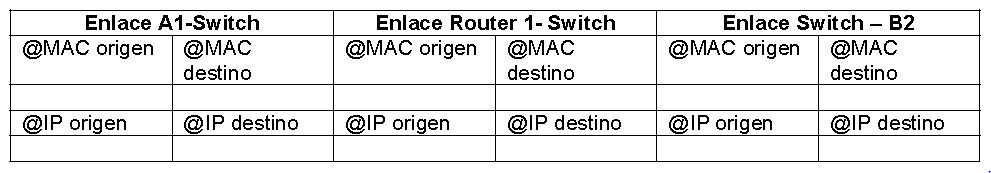 Enlace A1-Switch Enlace Router 1- Switch Enlace Switch – B2
@MAC origen @MAC destino @MAC origen @MAC destino @MAC origen @MAC destino
@IP origen @IP destino @IP origen @IP destino @IP origen @IP destino
.